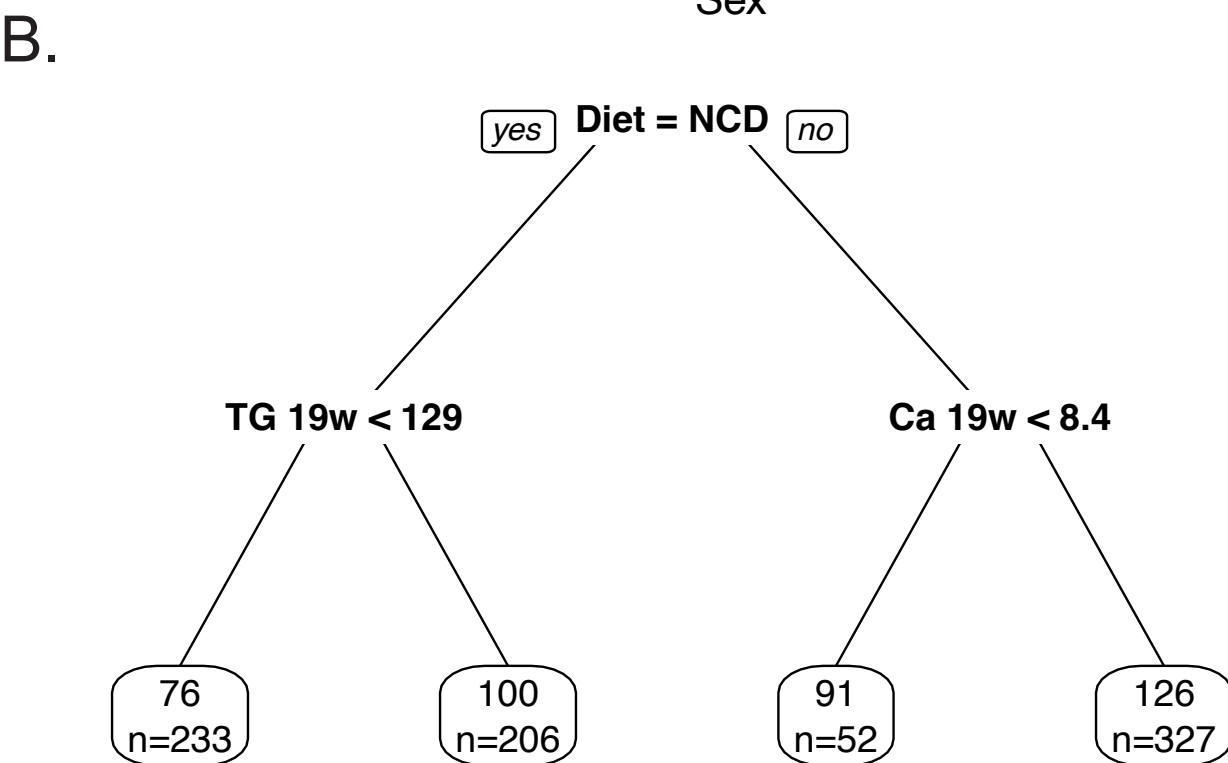 Sex
B.
yes Diet = NCD no
TG 19w < 129
Ca 19w < 8.4
76
n=233
100
n=206
91
n=52
126
n=327